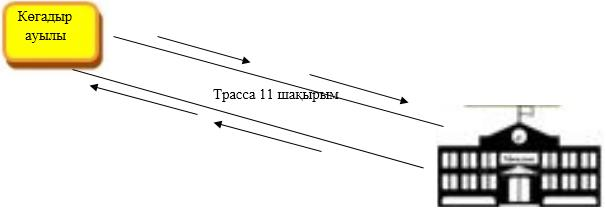 Көгадыр
ауылы
Трасса 11 шақырым